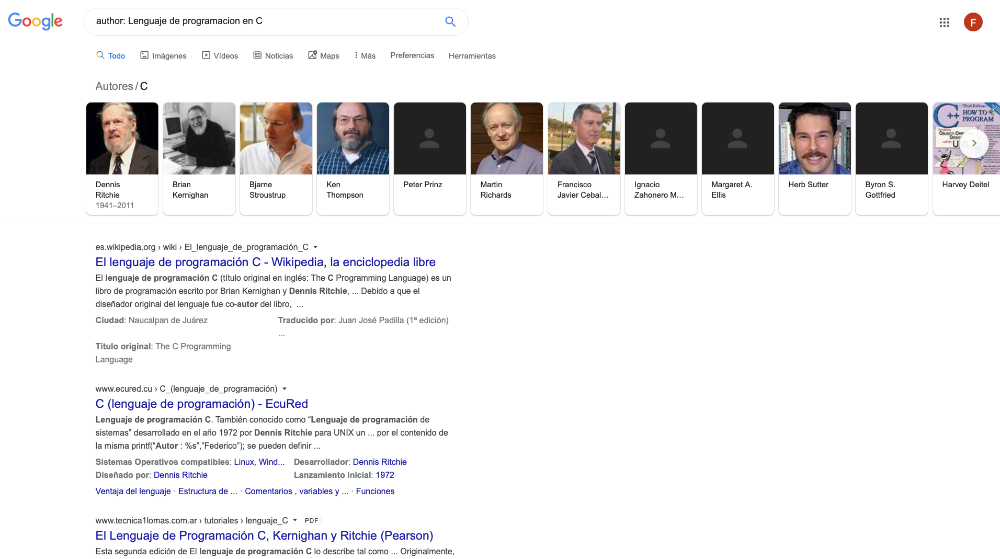 Google
author: Lenguaje de programacion en C
F
Todo
Imágenes
Vídeos
Noticias
Maps
Más
Preferencias
Herramientas
Autores / C
Dennis
Ritchie
1941–2011
Brian
Kernighan
Bjarne
Stroustrup
Ken
Thompson
Peter Prinz
Martin
Richards
Francisco
Javier Cebal...
Ignacio
Zahonero M...
Margaret A.
Ellis
Herb Sutter
Byron S.
Gottfried
Third Edition
C++ HOW TO
PROGRAM
OBJECT-ORIENTED
DESIGN
with the UML
Harvey Deitel
es.wikipedia.org › wiki › El_lenguaje_de_programación_C
El lenguaje de programación C - Wikipedia, la enciclopedia libre
El lenguaje de programación C (título original en inglés: The C Programming Language) es un
libro de programación escrito por Brian Kernighan y Dennis Ritchie, ... Debido a que el
diseñador original del lenguaje fue co-autor del libro, ...
Ciudad: Naucalpan de Juárez
Traducido por: Juan José Padilla (1ª edición)
...
Título original: The C Programming
Language
www.ecured.cu › C_(lenguaje_de_programación)
C (lenguaje de programación) - EcuRed
Lenguaje de programación C. También conocido como “Lenguaje de programación de
sistemas” desarrollado en el año 1972 por Dennis Ritchie para UNIX un ... por el contenido de
la misma printf(“Autor : %s”,”Federico”); se pueden definir ...
Sistemas Operativos compatibles: Linux, Wind...
Desarrollador: Dennis Ritchie
Diseñado por: Dennis Ritchie
Lanzamiento inicial: 1972
Ventaja del lenguaje · Estructura de ... · Comentarios , variables y ... · Funciones
www.tecnica1lomas.com.ar › tutoriales › lenguaje_C
PDF
El Lenguaje de Programación C, Kernighan y Ritchie (Pearson)
Esta segunda edición de El lenguaje de programación C lo describe tal como ... Originalmente,